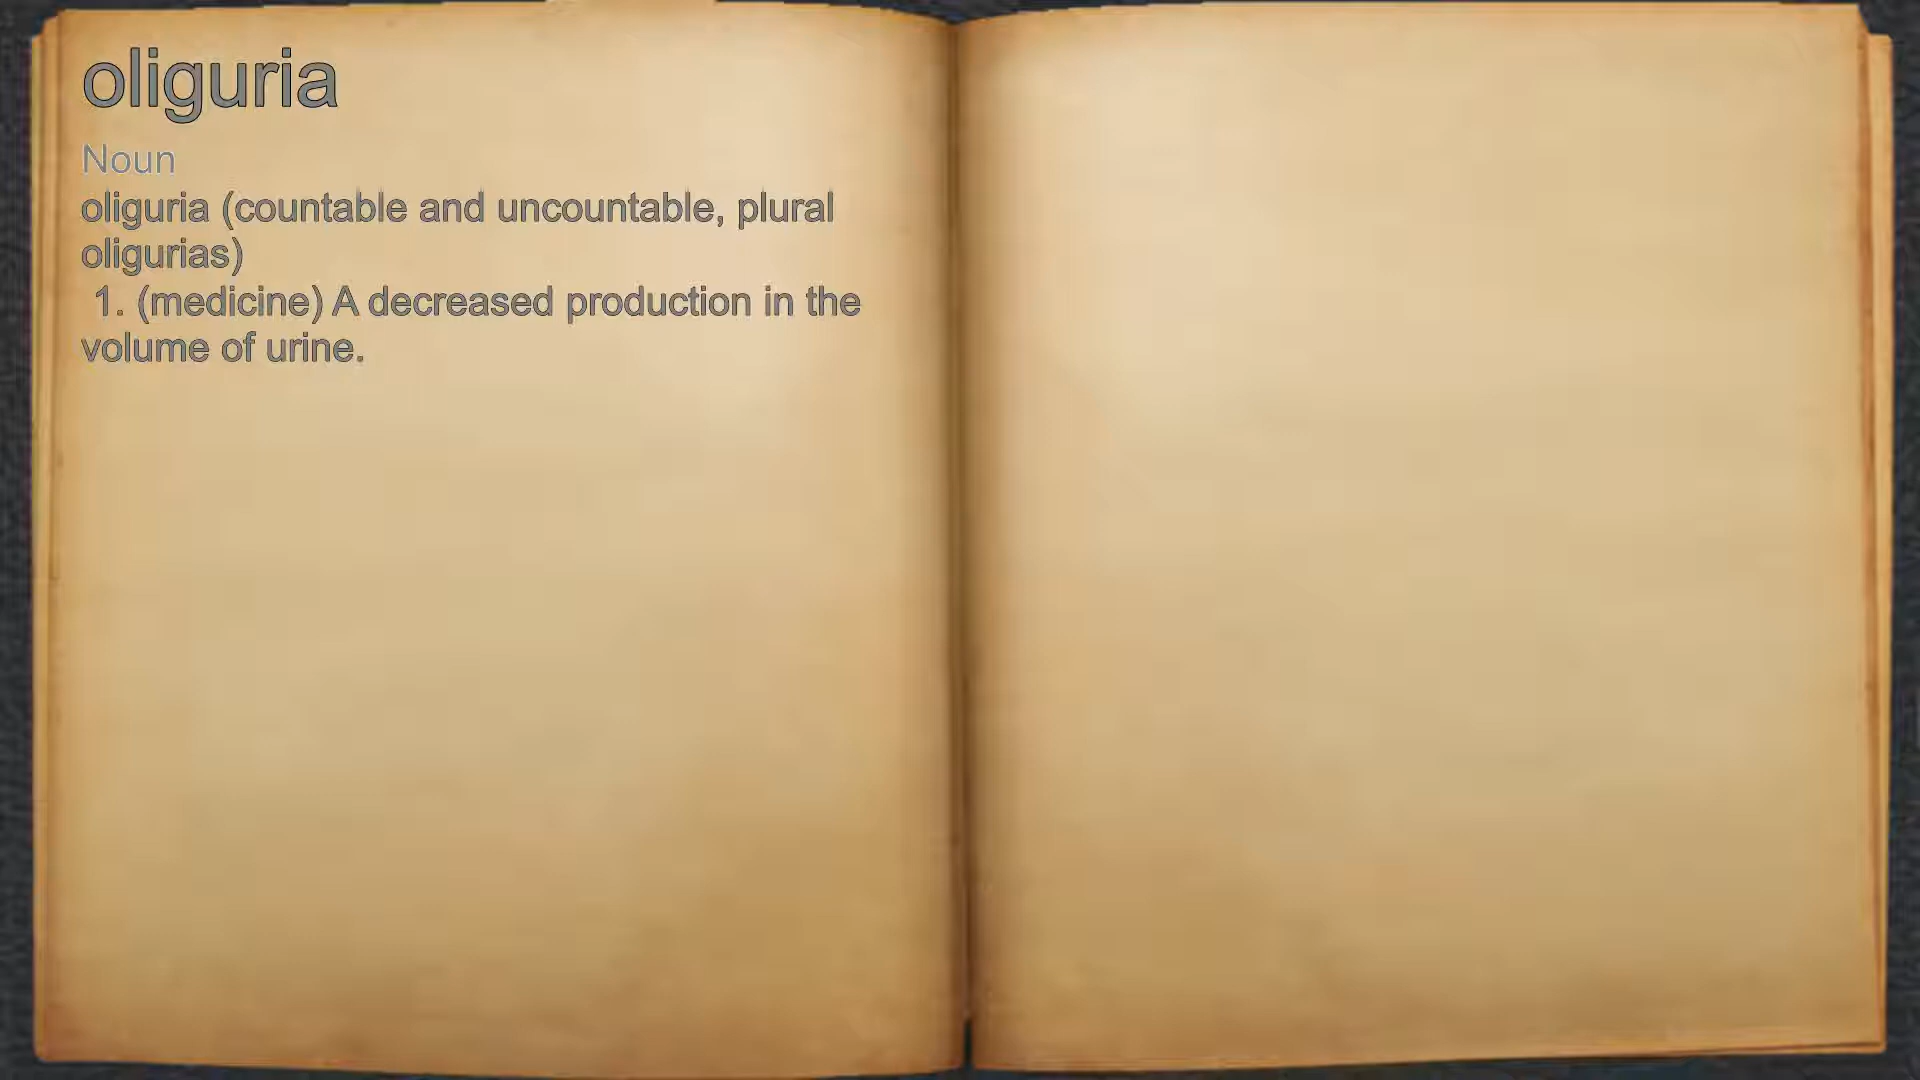 oliguria
Noun
oliguria (countable and uncountable, plural
oligurias)
1. (medicine) A decreased production in the
volume of urine.